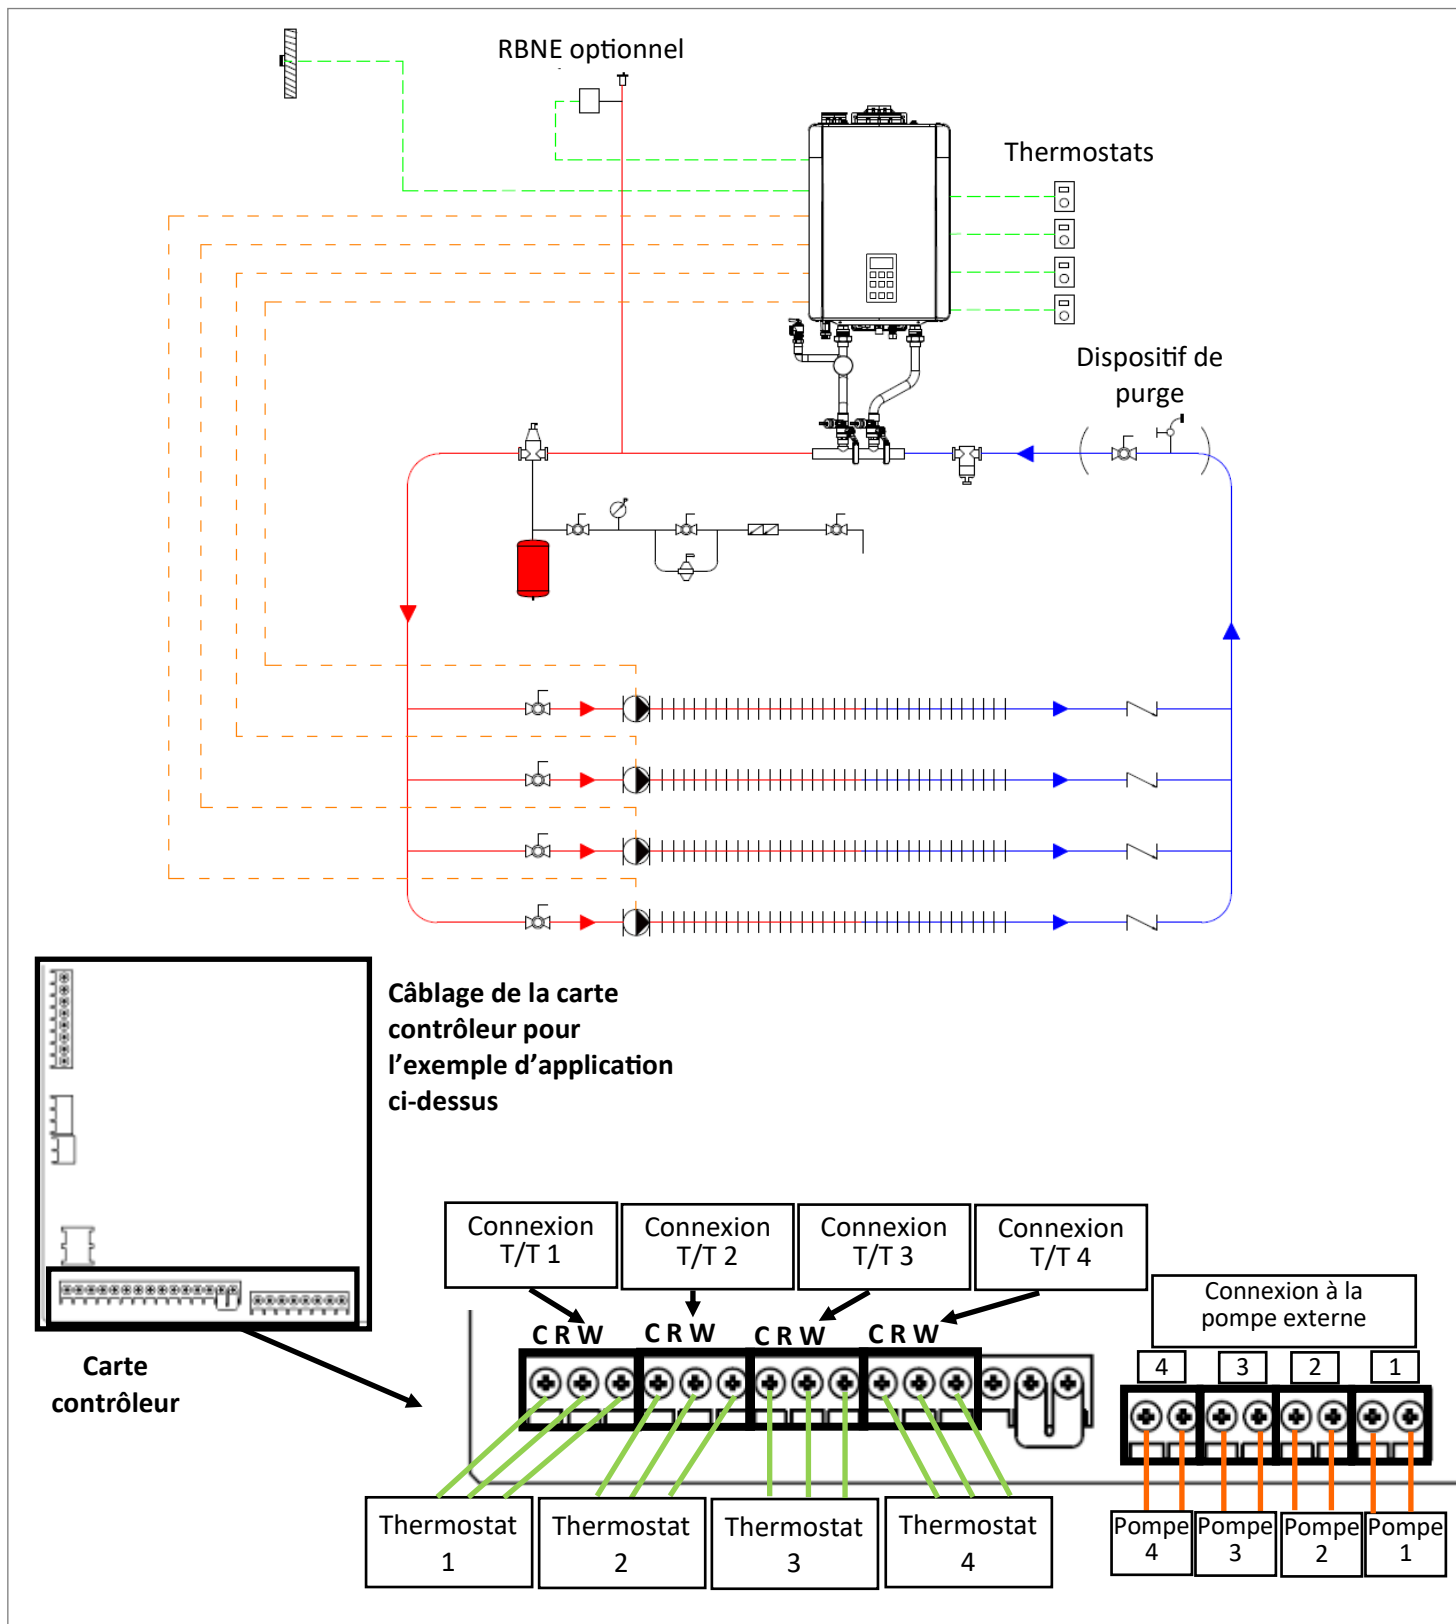 RBNE optionnel
Thermostats
Dispositif de
purge
Câblage de la carte
contrôleur pour
l’exemple d’application
ci-dessus
Carte
contrôleur
Connexion
T/T 1
Connexion
T/T 2
Connexion
T/T 3
Connexion
T/T 4
Connexion à la
pompe externe
C R W
C R W
C R W
C R W
4
3
2
1
Thermostat
1
Thermostat
2
Thermostat
3
Thermostat
4
Pompe
4
Pompe
3
Pompe
2
Pompe
1